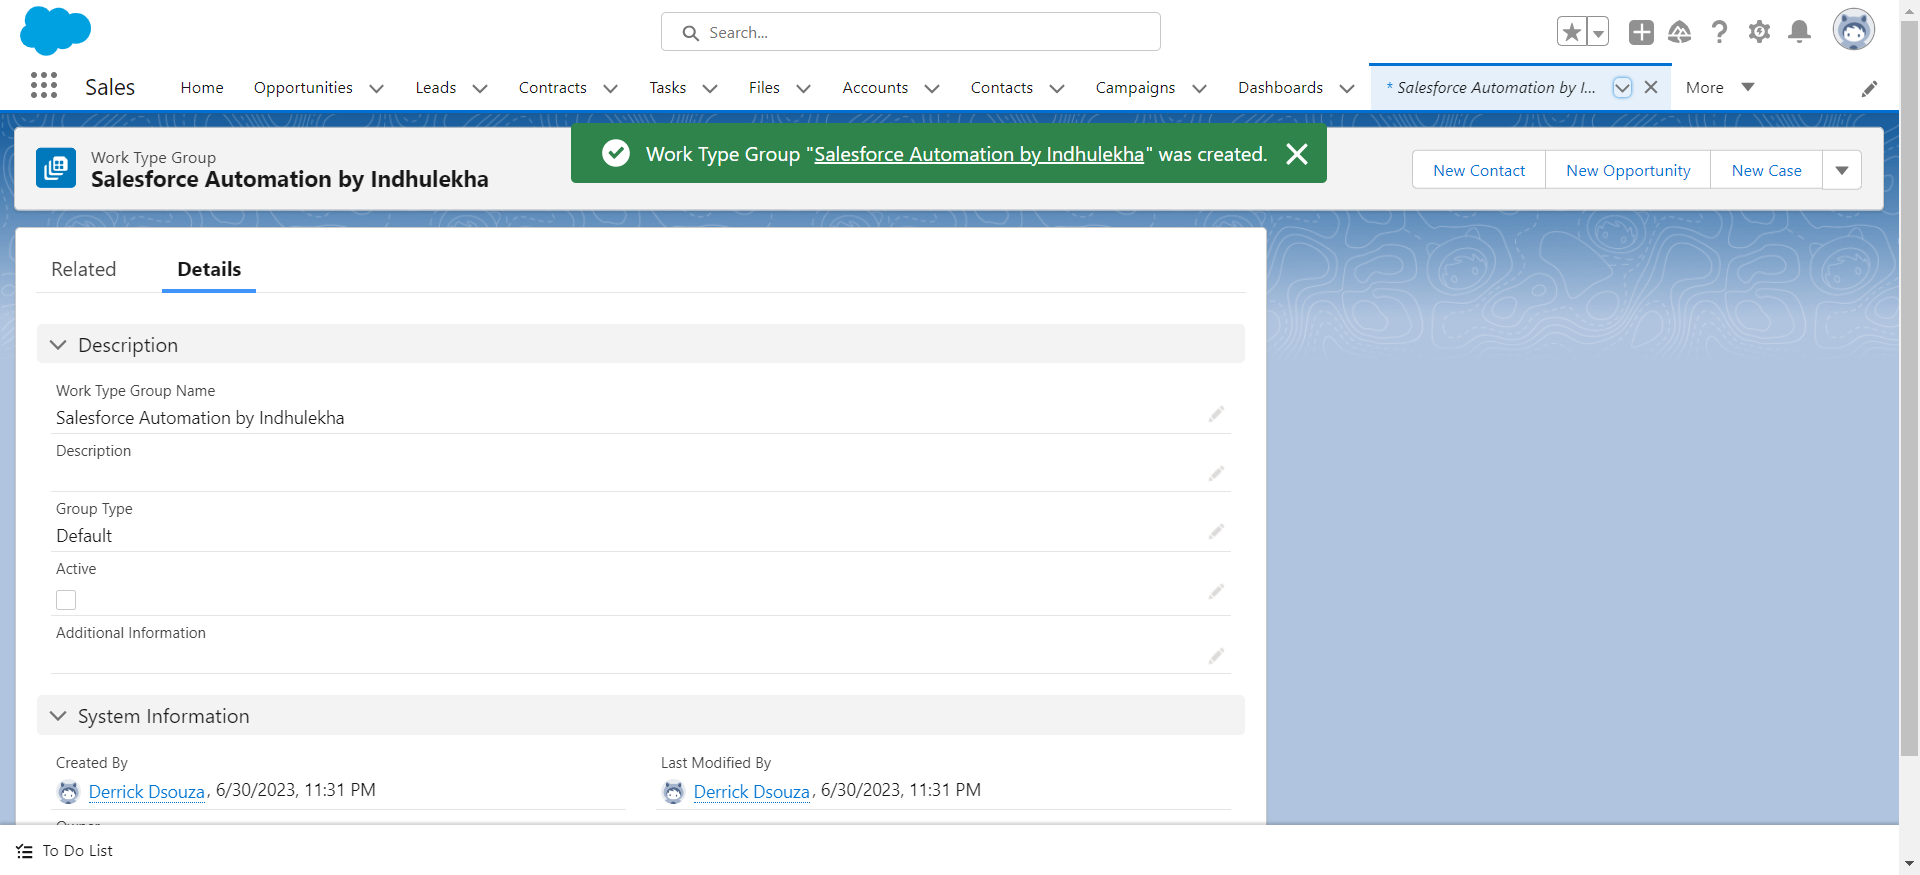 Search...
Sales
Home
Opportunities
Leads
Contracts
Tasks
Files
Accounts
Contacts
Campaigns
Dashboards
* Salesforce Automation by I...
More
Work Type Group
Salesforce Automation by Indhulekha
Work Type Group "Salesforce Automation by Indhulekha" was created.
New Contact
New Opportunity
New Case
Related
Details
Description
Work Type Group Name
Salesforce Automation by Indhulekha
Description
Group Type
Default
Active
Additional Information
System Information
Created By
Derrick Dsouza, 6/30/2023, 11:31 PM
Last Modified By
Derrick Dsouza, 6/30/2023, 11:31 PM
To Do List